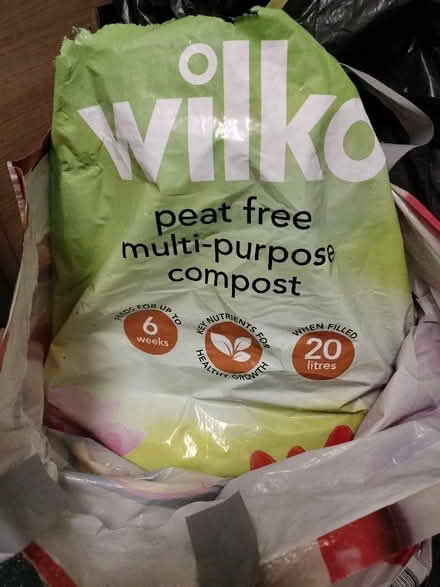 wilko
peat free
multi-purpose
compost
FEEDS FOR UP TO
6
weeks
KEY NUTRIENTS FOR
HEALTHY GROWTH
WHEN FILLED
20
litres